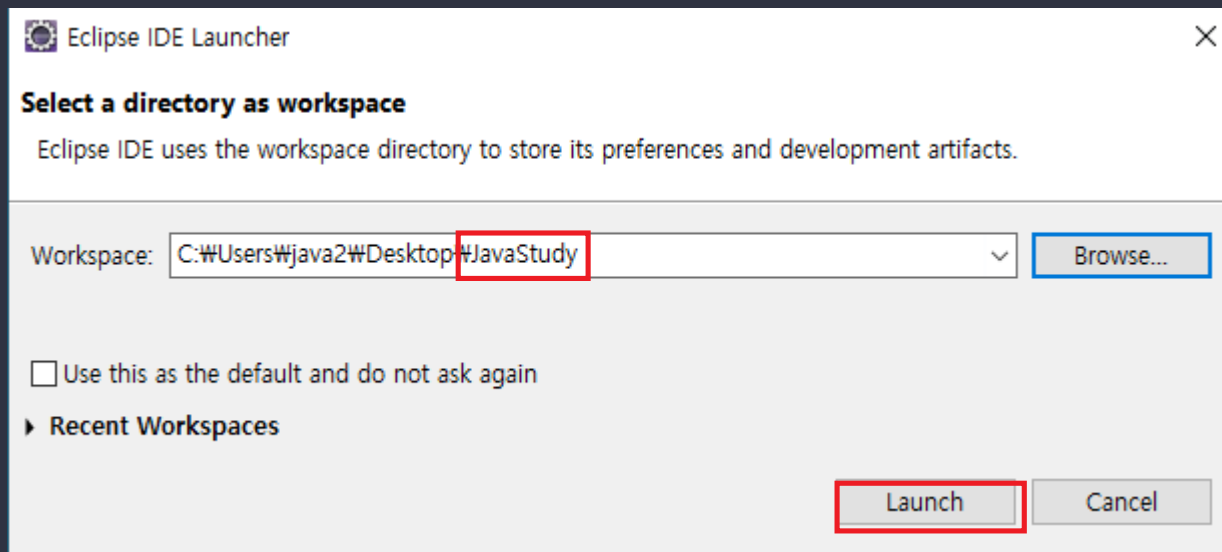 Eclipse IDE Launcher
Select a directory as workspace
Eclipse IDE uses the workspace directory to store its preferences and development artifacts.
Workspace: C:₩Users₩java2₩Desktop₩JavaStudy Browse...
Use this as the default and do not ask again
Recent Workspaces
Launch Cancel